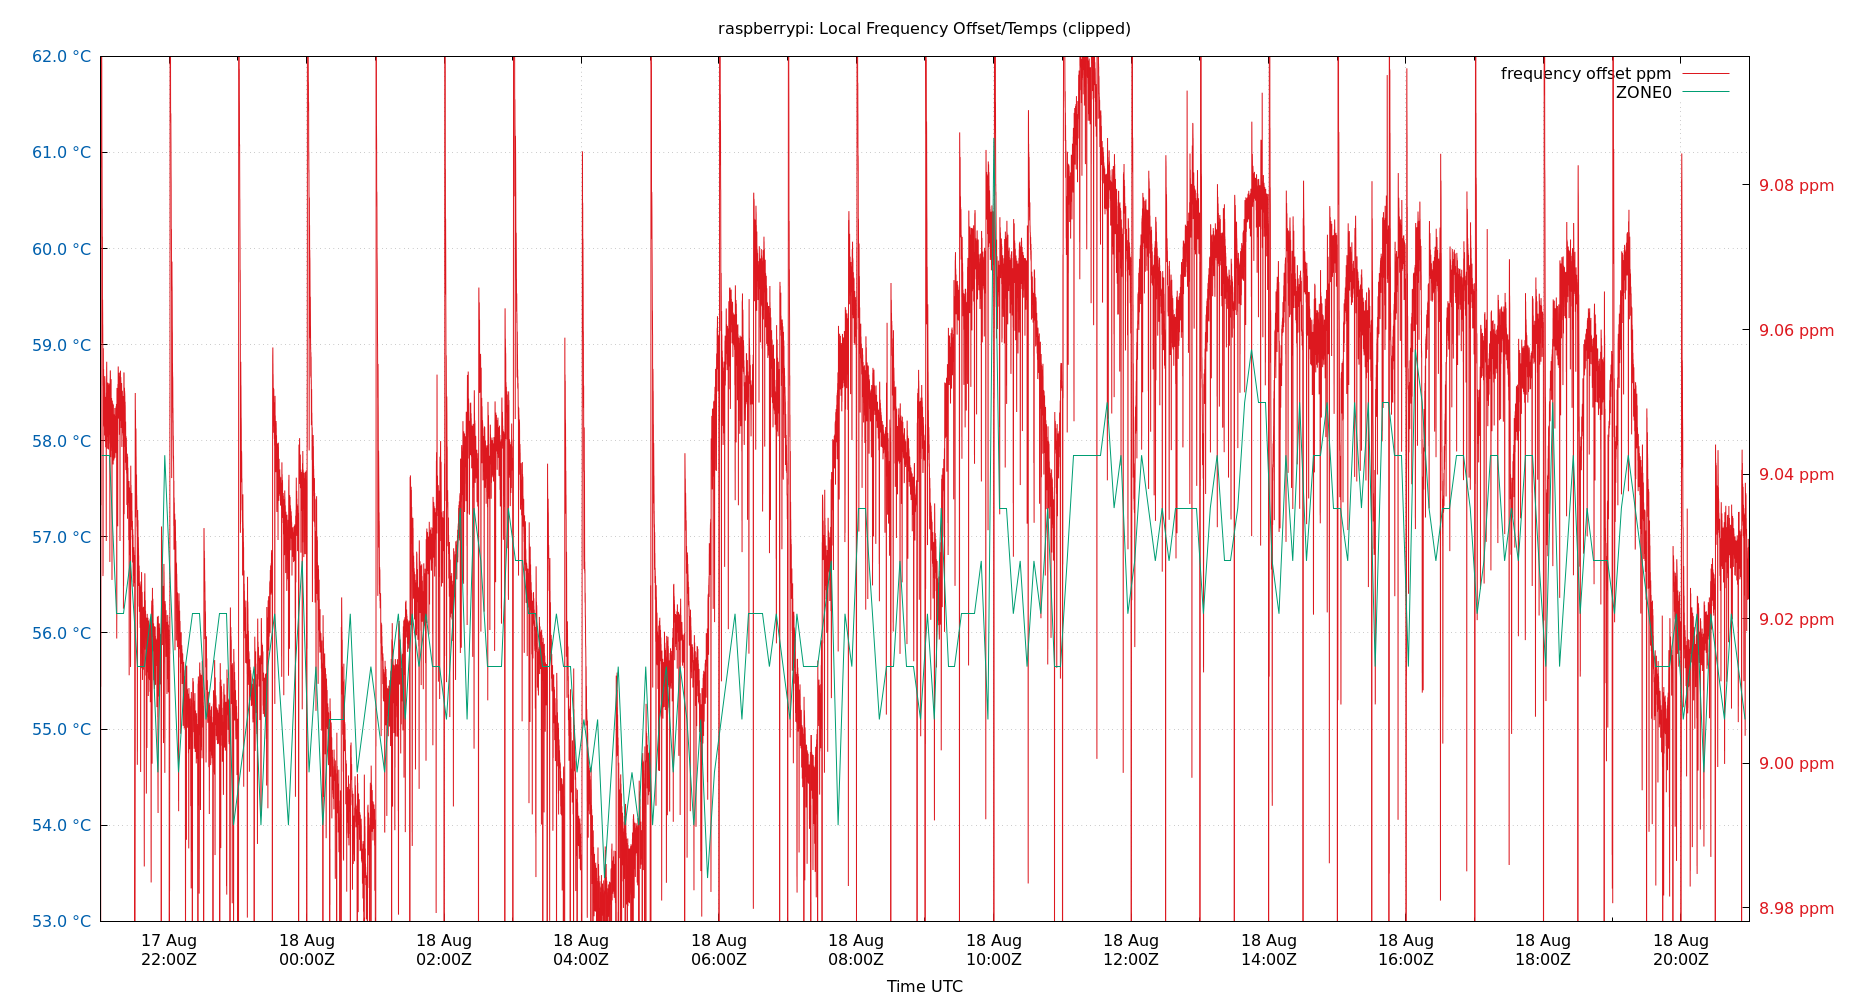 raspberrypi: Local Frequency Offset/Temps (clipped)
62.0 °C
61.0 °C
60.0 °C
59.0 °C
58.0 °C
57.0 °C
56.0 °C
55.0 °C
54.0 °C
53.0 °C
frequency offset ppm
ZONE0
9.08 ppm
9.06 ppm
9.04 ppm
9.02 ppm
9.00 ppm
8.98 ppm
17 Aug 18 Aug 18 Aug 18 Aug 18 Aug 18 Aug 18 Aug 18 Aug 18 Aug 18 Aug 18 Aug 18 Aug
22:00Z 00:00Z 02:00Z 04:00Z 06:00Z 08:00Z 10:00Z 12:00Z 14:00Z 16:00Z 18:00Z 20:00Z
Time UTC